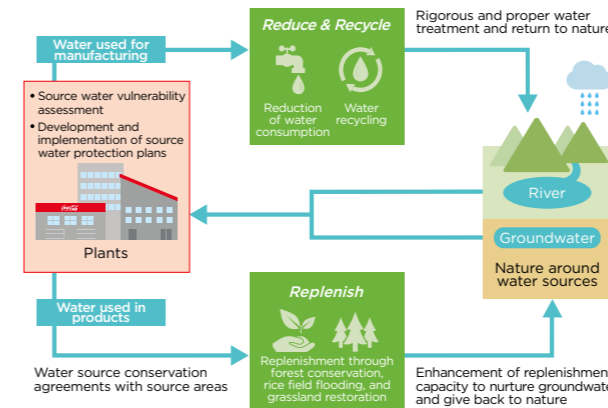 Water used for
manufacturing
• Source water vulnerability
assessment
• Development and
implementation of source
water protection plans
Coca-Cola
Plants
Water used in
products
Water source conservation
agreements with source areas
Reduce & Recycle
Reduction
of water
consumption
Water
recycling
Rigorous and proper water
treatment and return to nature
River
Groundwater
Nature around
water sources
Replenish
Replenishment through
forest conservation,
rice field flooding, and
grassland restoration
Enhancement of replenishment
capacity to nurture groundwate
and give back to nature